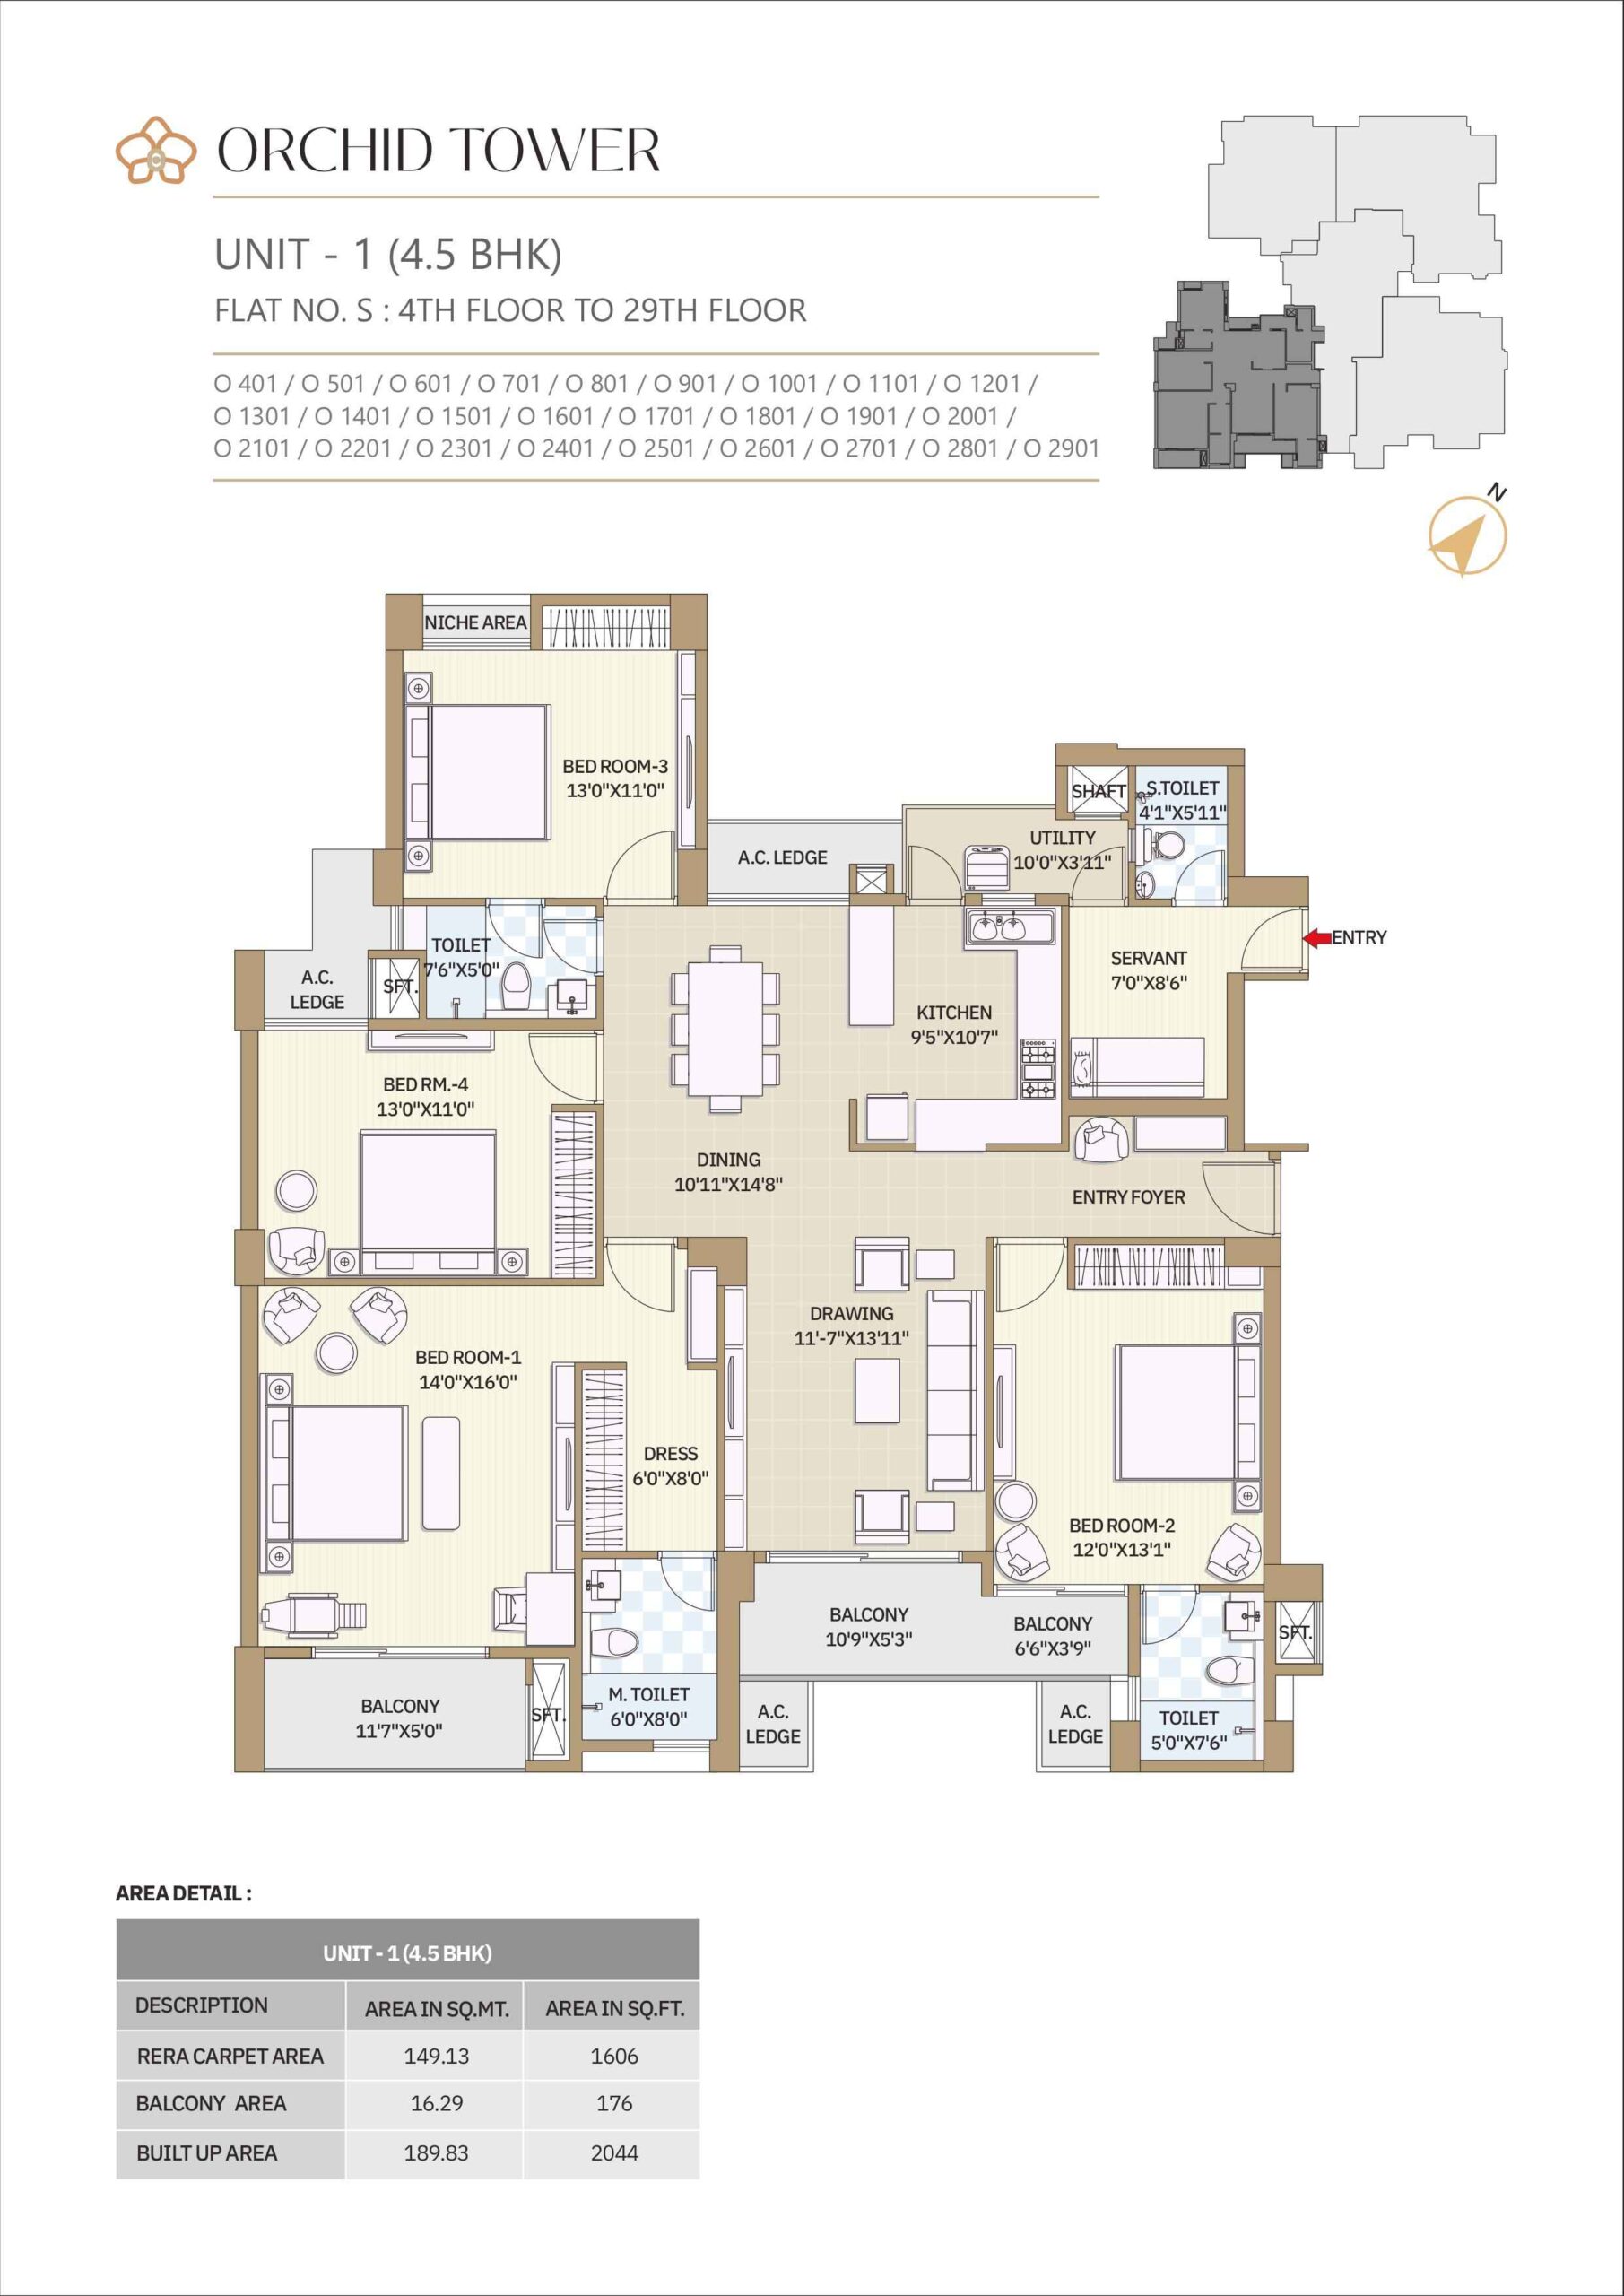 ORCHID TOWER
UNIT - 1 (4.5 BHK)
FLAT NO. S : 4TH FLOOR TO 29TH FLOOR
O 401 / O 501 / O 601 / O 701 / O 801 / O 901 / O 1001 / O 1101 / O 1201 /
O 1301 / O 1401 / O 1501 / O 1601 / O 1701 / O 1801 / O 1901 / O 2001 /
O 2101 / O 2201 / O 2301 / O 2401 / O 2501 / O 2601 / O 2701 / O 2801 / O 2901
N
NICHE AREA
BED ROOM-3
13'0"X11'0"
SHAFT
S.TOILET
4'1"X5'11"
UTILITY
10'0"X3'11"
A.C. LEDGE
TOILET
7'6"X5'0"
A.C.
LEDGE
SFT.
ENTRY
SERVANT
7'0"X8'6"
KITCHEN
9'5"X10'7"
BED RM.-4
13'0"X11'0"
DINING
10'11"X14'8"
ENTRY FOYER
DRAWING
11'-7"X13'11"
BED ROOM-1
14'0"X16'0"
DRESS
6'0"X8'0"
BED ROOM-2
12'0"X13'1"
BALCONY
10'9"X5'3"
BALCONY
6'6"X3'9"
SFT.
M. TOILET
6'0"X8'0"
BALCONY
11'7"X5'0"
SFT.
A.C.
LEDGE
A.C.
LEDGE
TOILET
5'0"X7'6"
AREA DETAIL :
UNIT - 1 (4.5 BHK)
DESCRIPTION AREA IN SQ.MT. AREA IN SQ.FT.
RERA CARPET AREA 149.13 1606
BALCONY AREA 16.29 176
BUILT UP AREA 189.83 2044